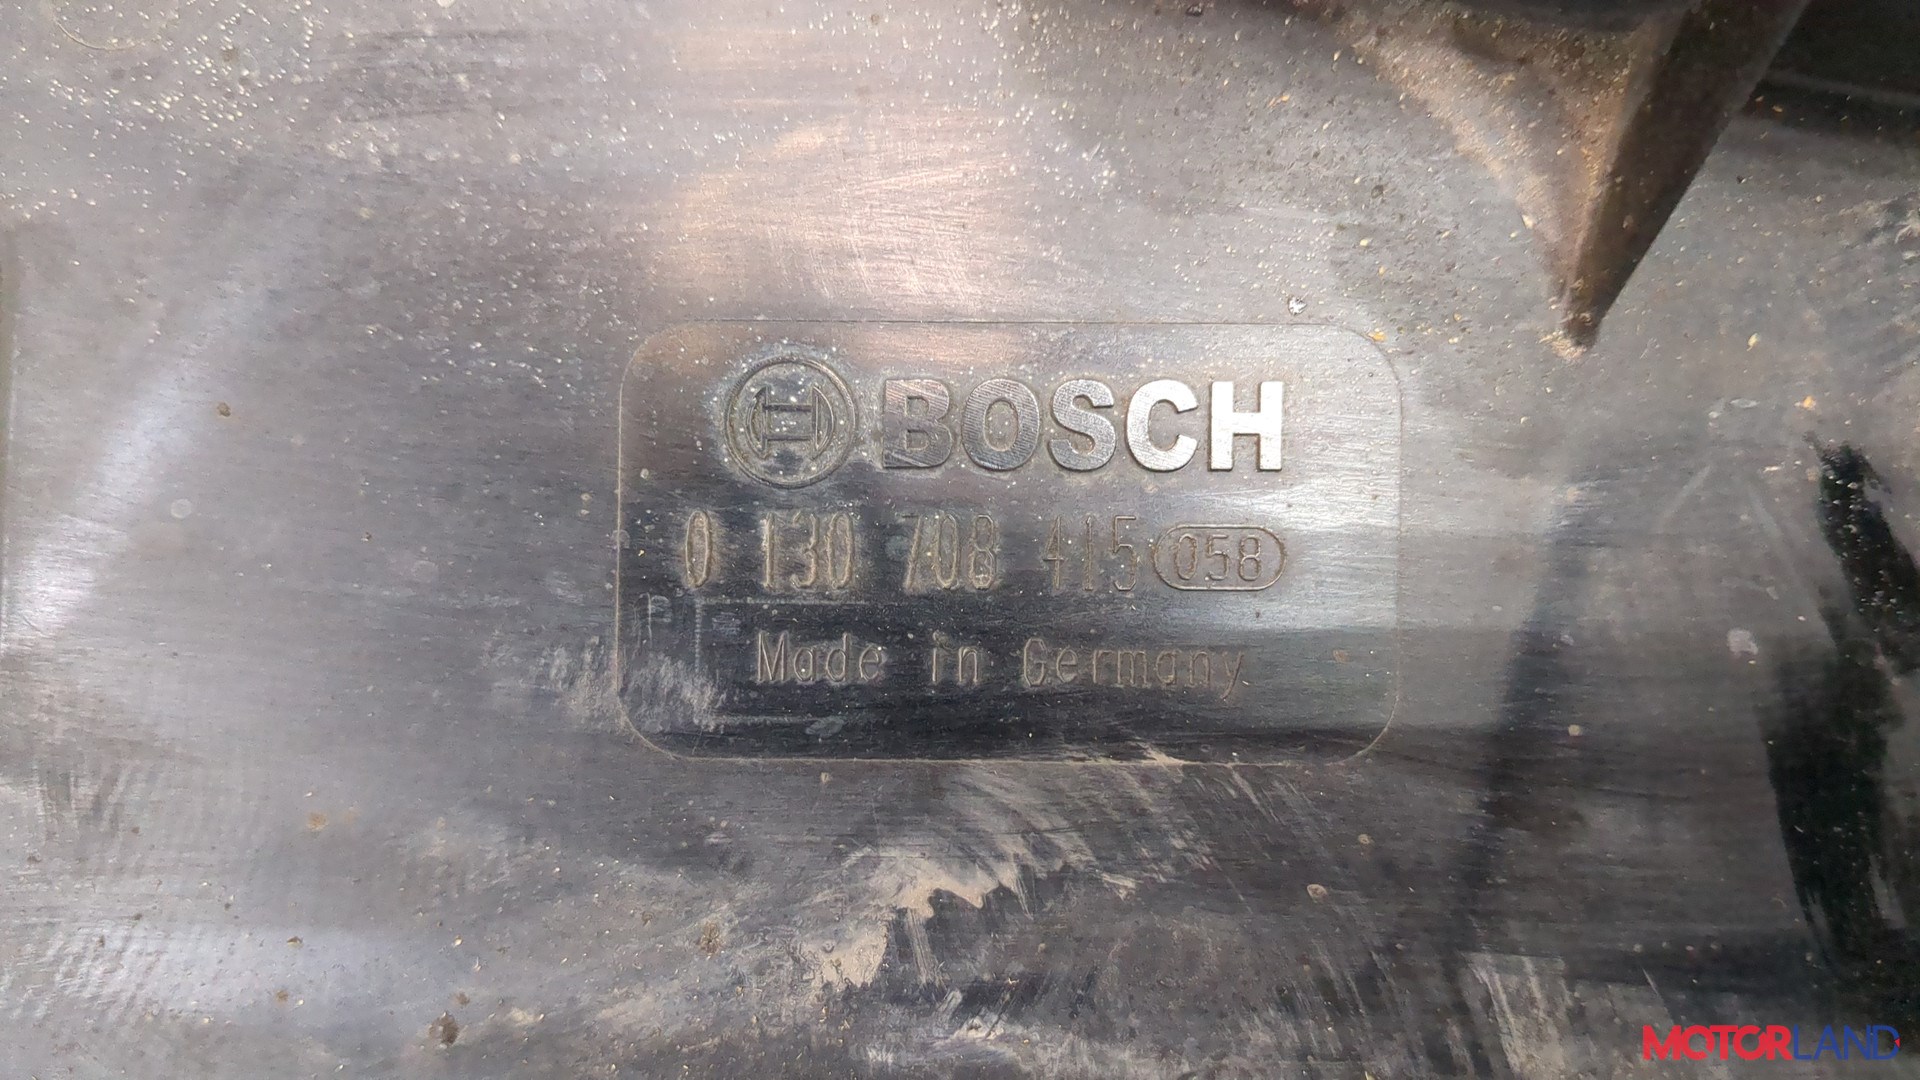 BOSCH
0 130 708 415 058
Made in Germany
MOTORLAND